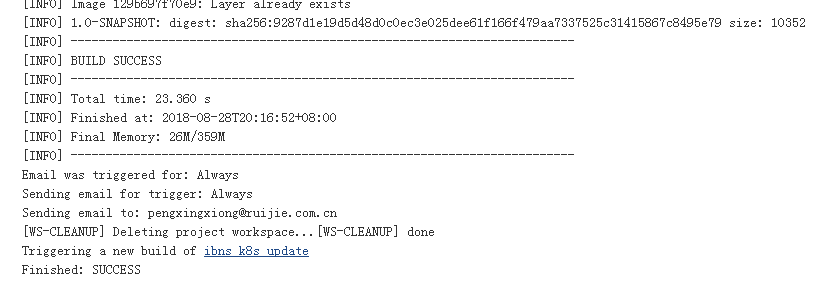 [INFO] Image 129b697f70e9: Layer already exists
[INFO] 1.0-SNAPSHOT: digest: sha256:9287d1e19d5d48d0c0ec3e025dee61f166f479aa7337525c31415867c8495e79 size: 10352
[INFO] ------------------------------------------------------------------------
[INFO] BUILD SUCCESS
[INFO] ------------------------------------------------------------------------
[INFO] Total time: 23.360 s
[INFO] Finished at: 2018-08-28T20:16:52+08:00
[INFO] Final Memory: 26M/359M
[INFO] ------------------------------------------------------------------------
Email was triggered for: Always
Sending email for trigger: Always
Sending email to: pengxingxiong@ruijie.com.cn
[WS-CLEANUP] Deleting project workspace...[WS-CLEANUP] done
Triggering a new build of ibns_k8s_update
Finished: SUCCESS